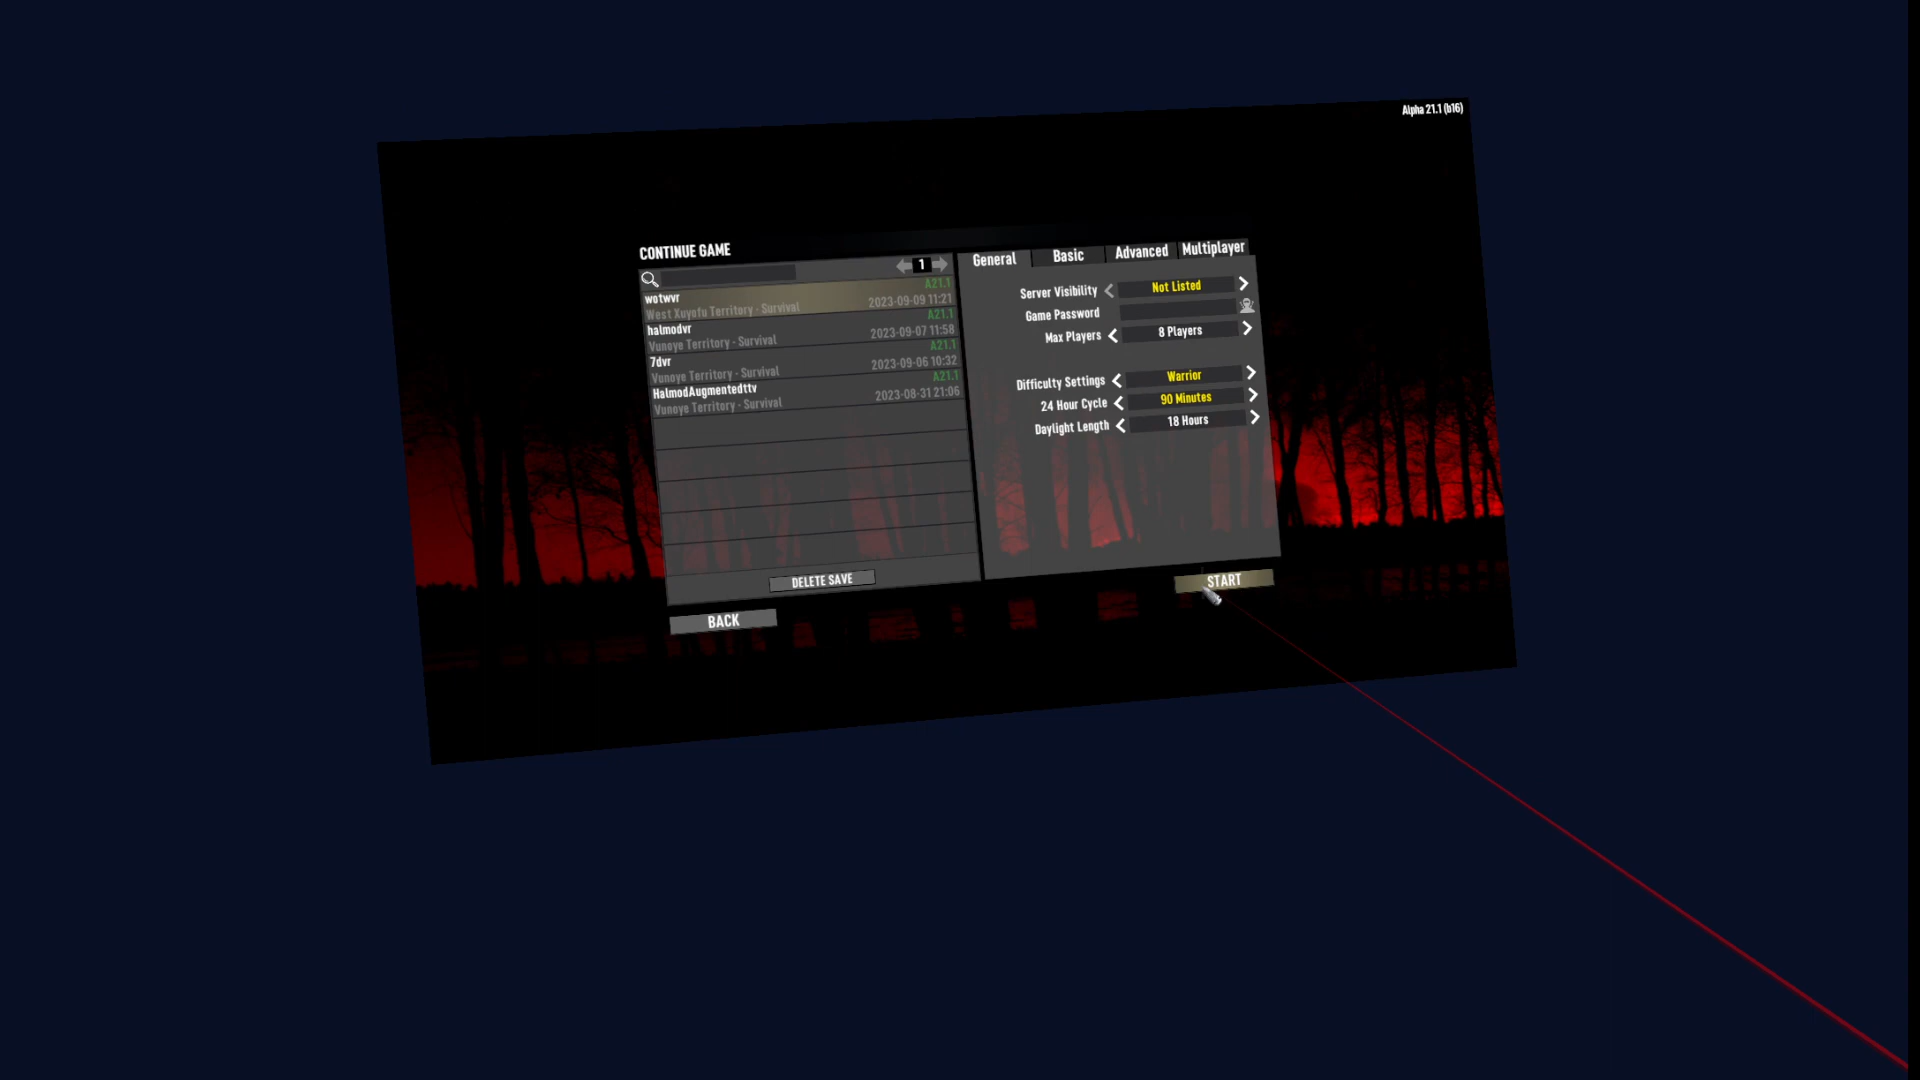 Alpha 21.1 (b16)
CONTINUE GAME
1
wotwvr
A21.1
West Xuyofu Territory - Survival
2023-09-09 11:21
halmodvr
A21.1
Vunoye Territory - Survival
2023-09-07 11:58
7dvr
A21.1
Vunoye Territory - Survival
2023-09-06 10:32
HalmodAugmentedttv
A21.1
Vunoye Territory - Survival
2023-08-31 21:06
DELETE SAVE
BACK
General Basic Advanced Multiplayer
Server Visibility Not Listed
Game Password
Max Players 8 Players
Difficulty Settings Warrior
24 Hour Cycle 90 Minutes
Daylight Length 18 Hours
START